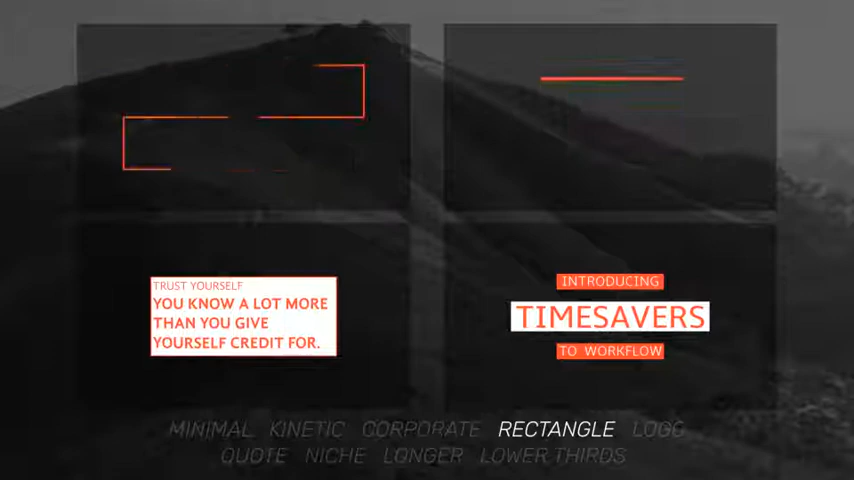 TRUST YOURSELF
YOU KNOW A LOT MORE
THAN YOU GIVE
YOURSELF CREDIT FOR.
INTRODUCING
TIMESAVERS
TO WORKFLOW
MINIMAL KINETIC CORPORATE RECTANGLE LOGO
QUOTE NICHE LONGER LOWER THIRDS